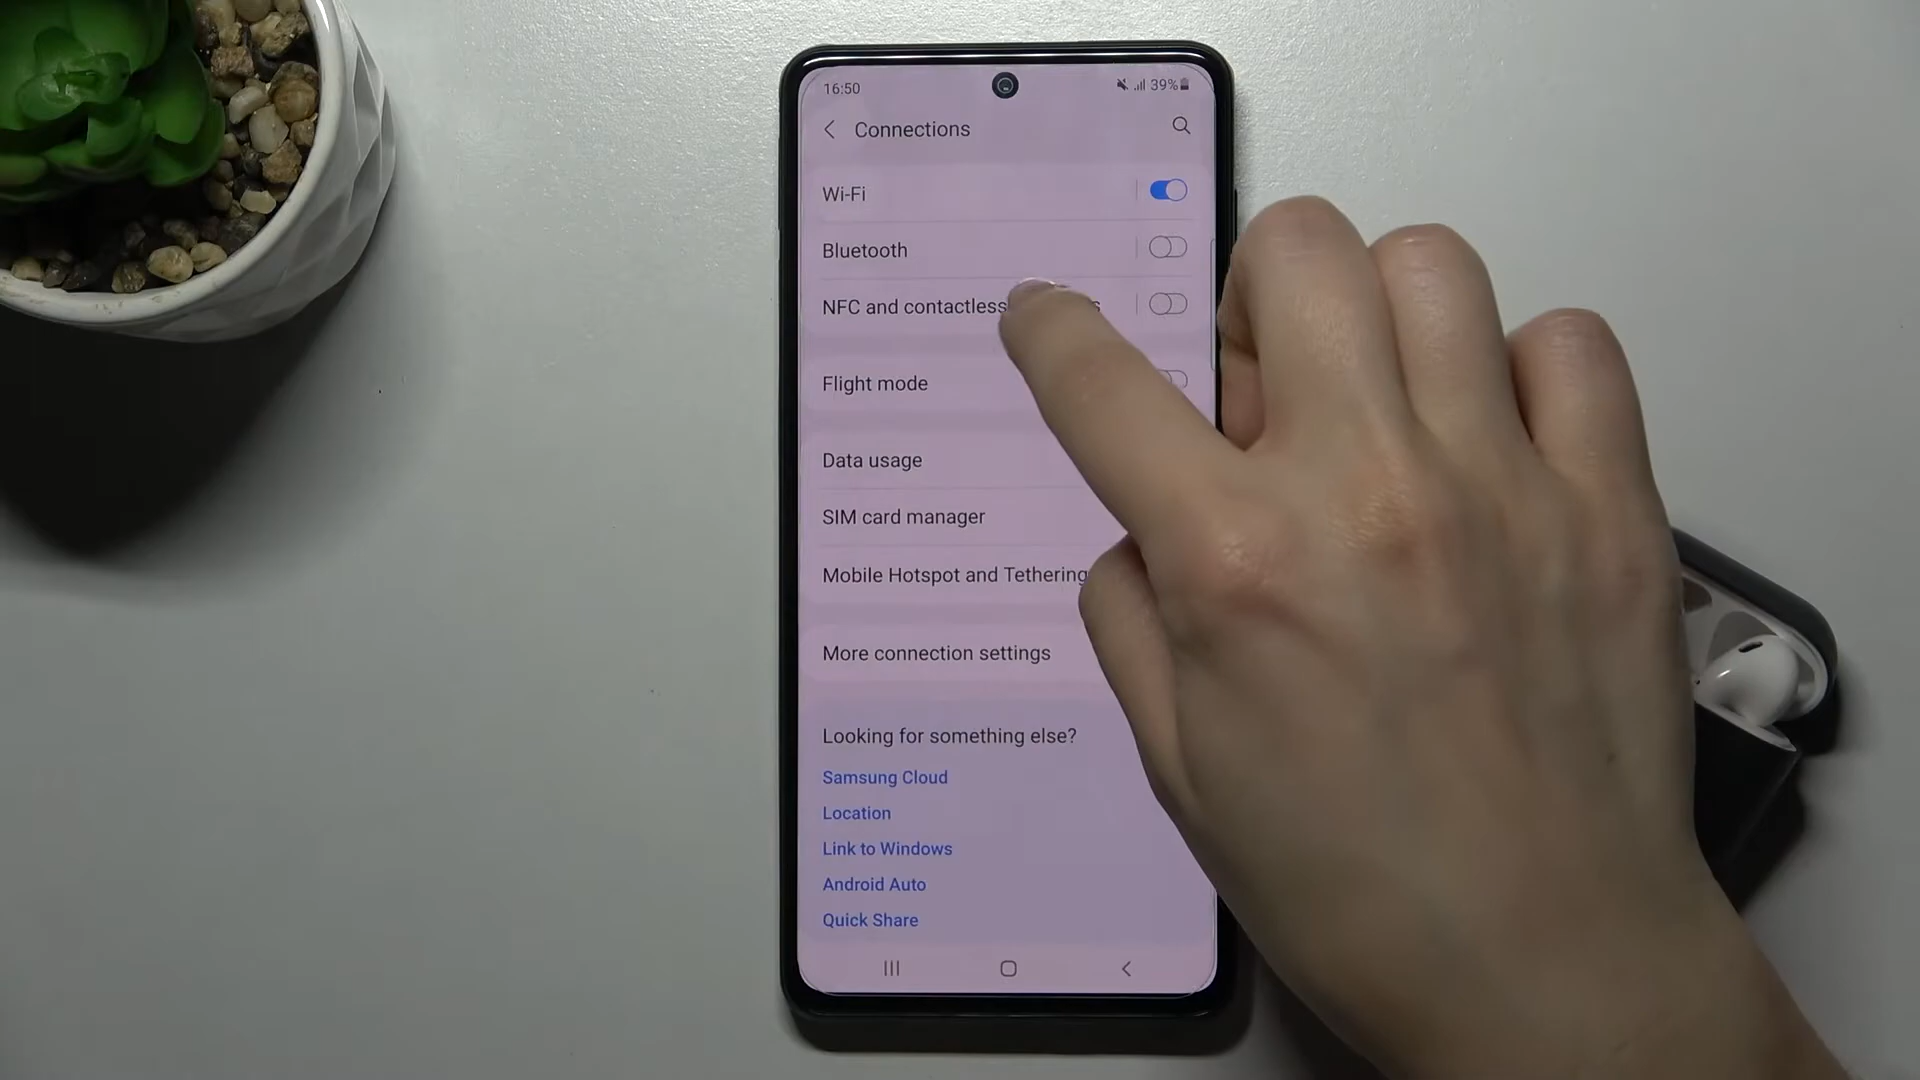 16:50
39%
Connections
Wi-Fi
Bluetooth
NFC and contactless
Flight mode
Data usage
SIM card manager
Mobile Hotspot and Tethering
More connection settings
Looking for something else?
Samsung Cloud
Location
Link to Windows
Android Auto
Quick Share